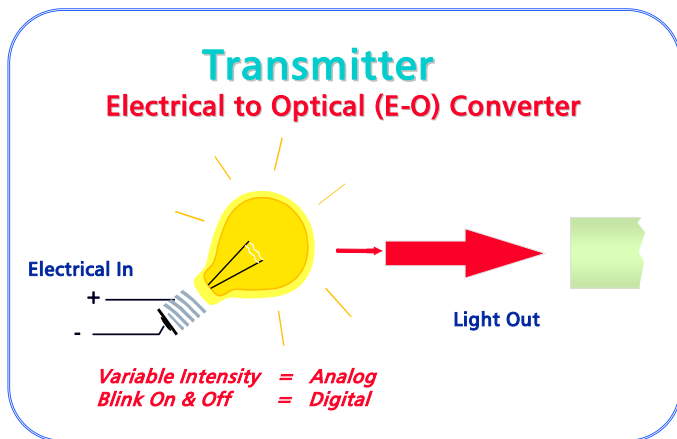 Transmitter
Electrical to Optical (E-O) Converter
Electrical In
+
-
Light Out
Variable Intensity = Analog
Blink On & Off = Digital